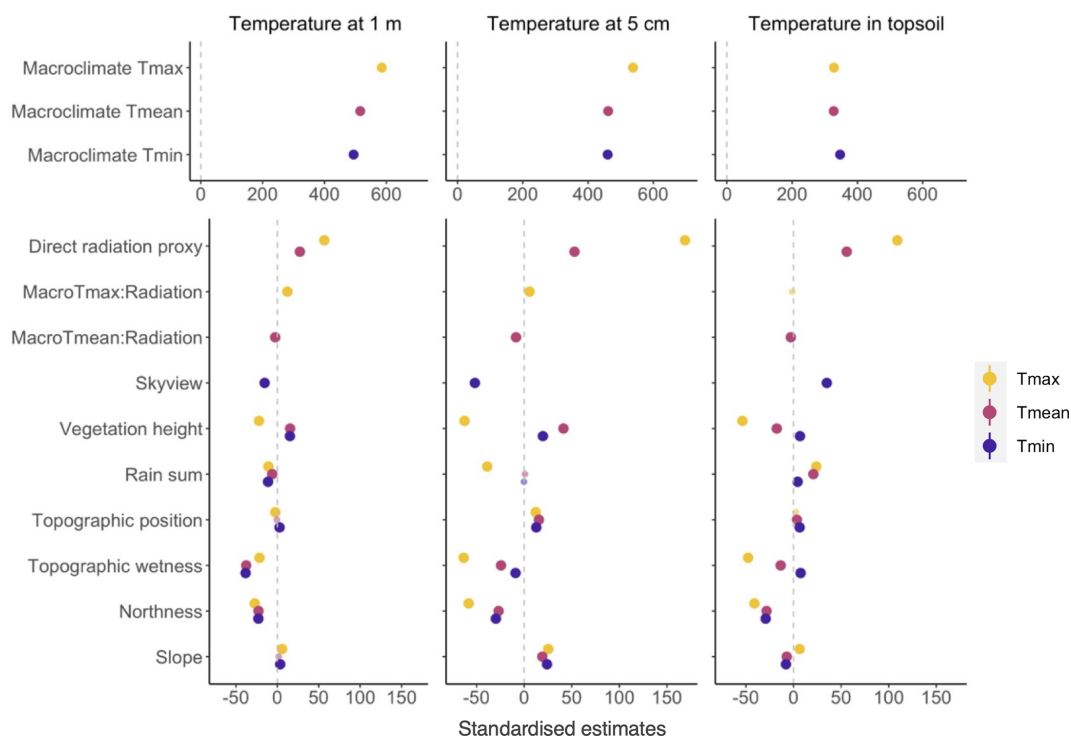 Temperature at 1 m Temperature at 5 cm Temperature in topsoil
Macroclimate Tmax
Macroclimate Tmean
Macroclimate Tmin
0 200 400 600 0 200 400 600 0 200 400 600
Direct radiation proxy
MacroTmax:Radiation
MacroTmean:Radiation
Skyview
Vegetation height
Rain sum
Topographic position
Topographic wetness
Northness
Slope
-50 0 50 100 150 -50 0 50 100 150 -50 0 50 100 150
Standardised estimates
Tmax
Tmean
Tmin